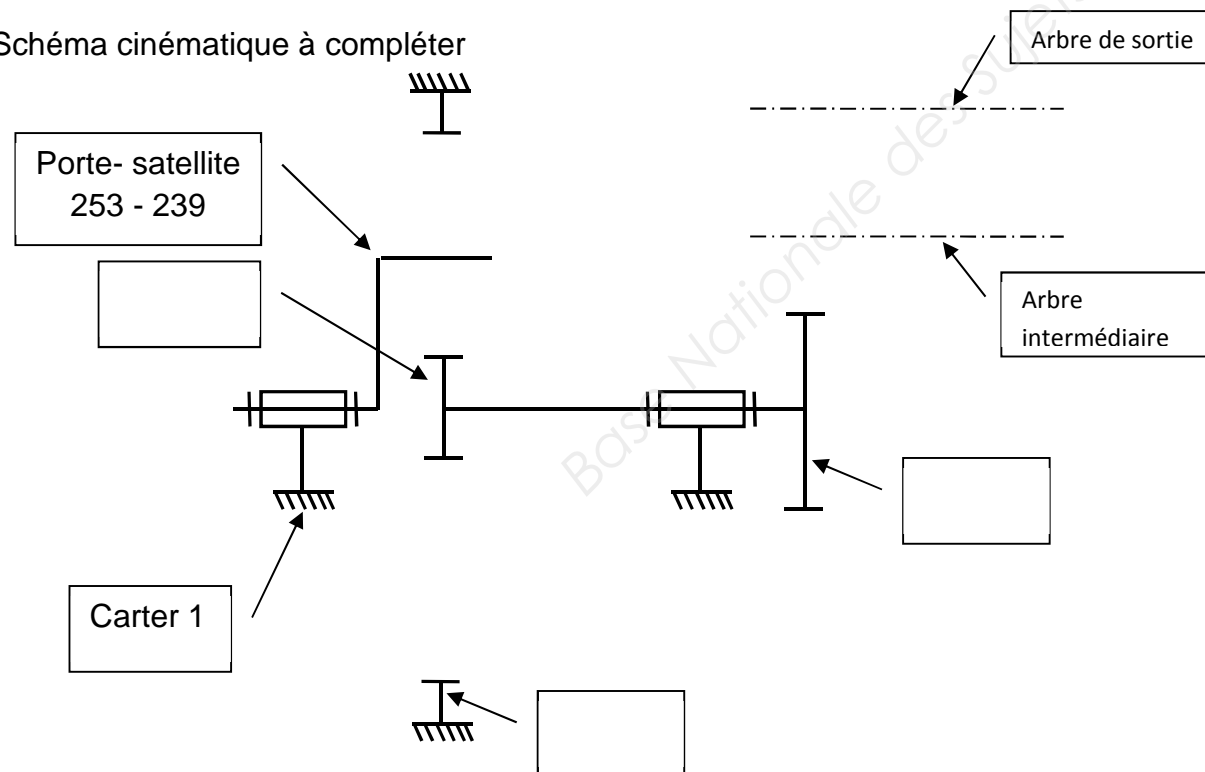 Schéma cinématique à compléter
Arbre de sortie
Porte- satellite
253 - 239
Arbre
intermédiaire
Carter 1
Base Nationale des Sujets